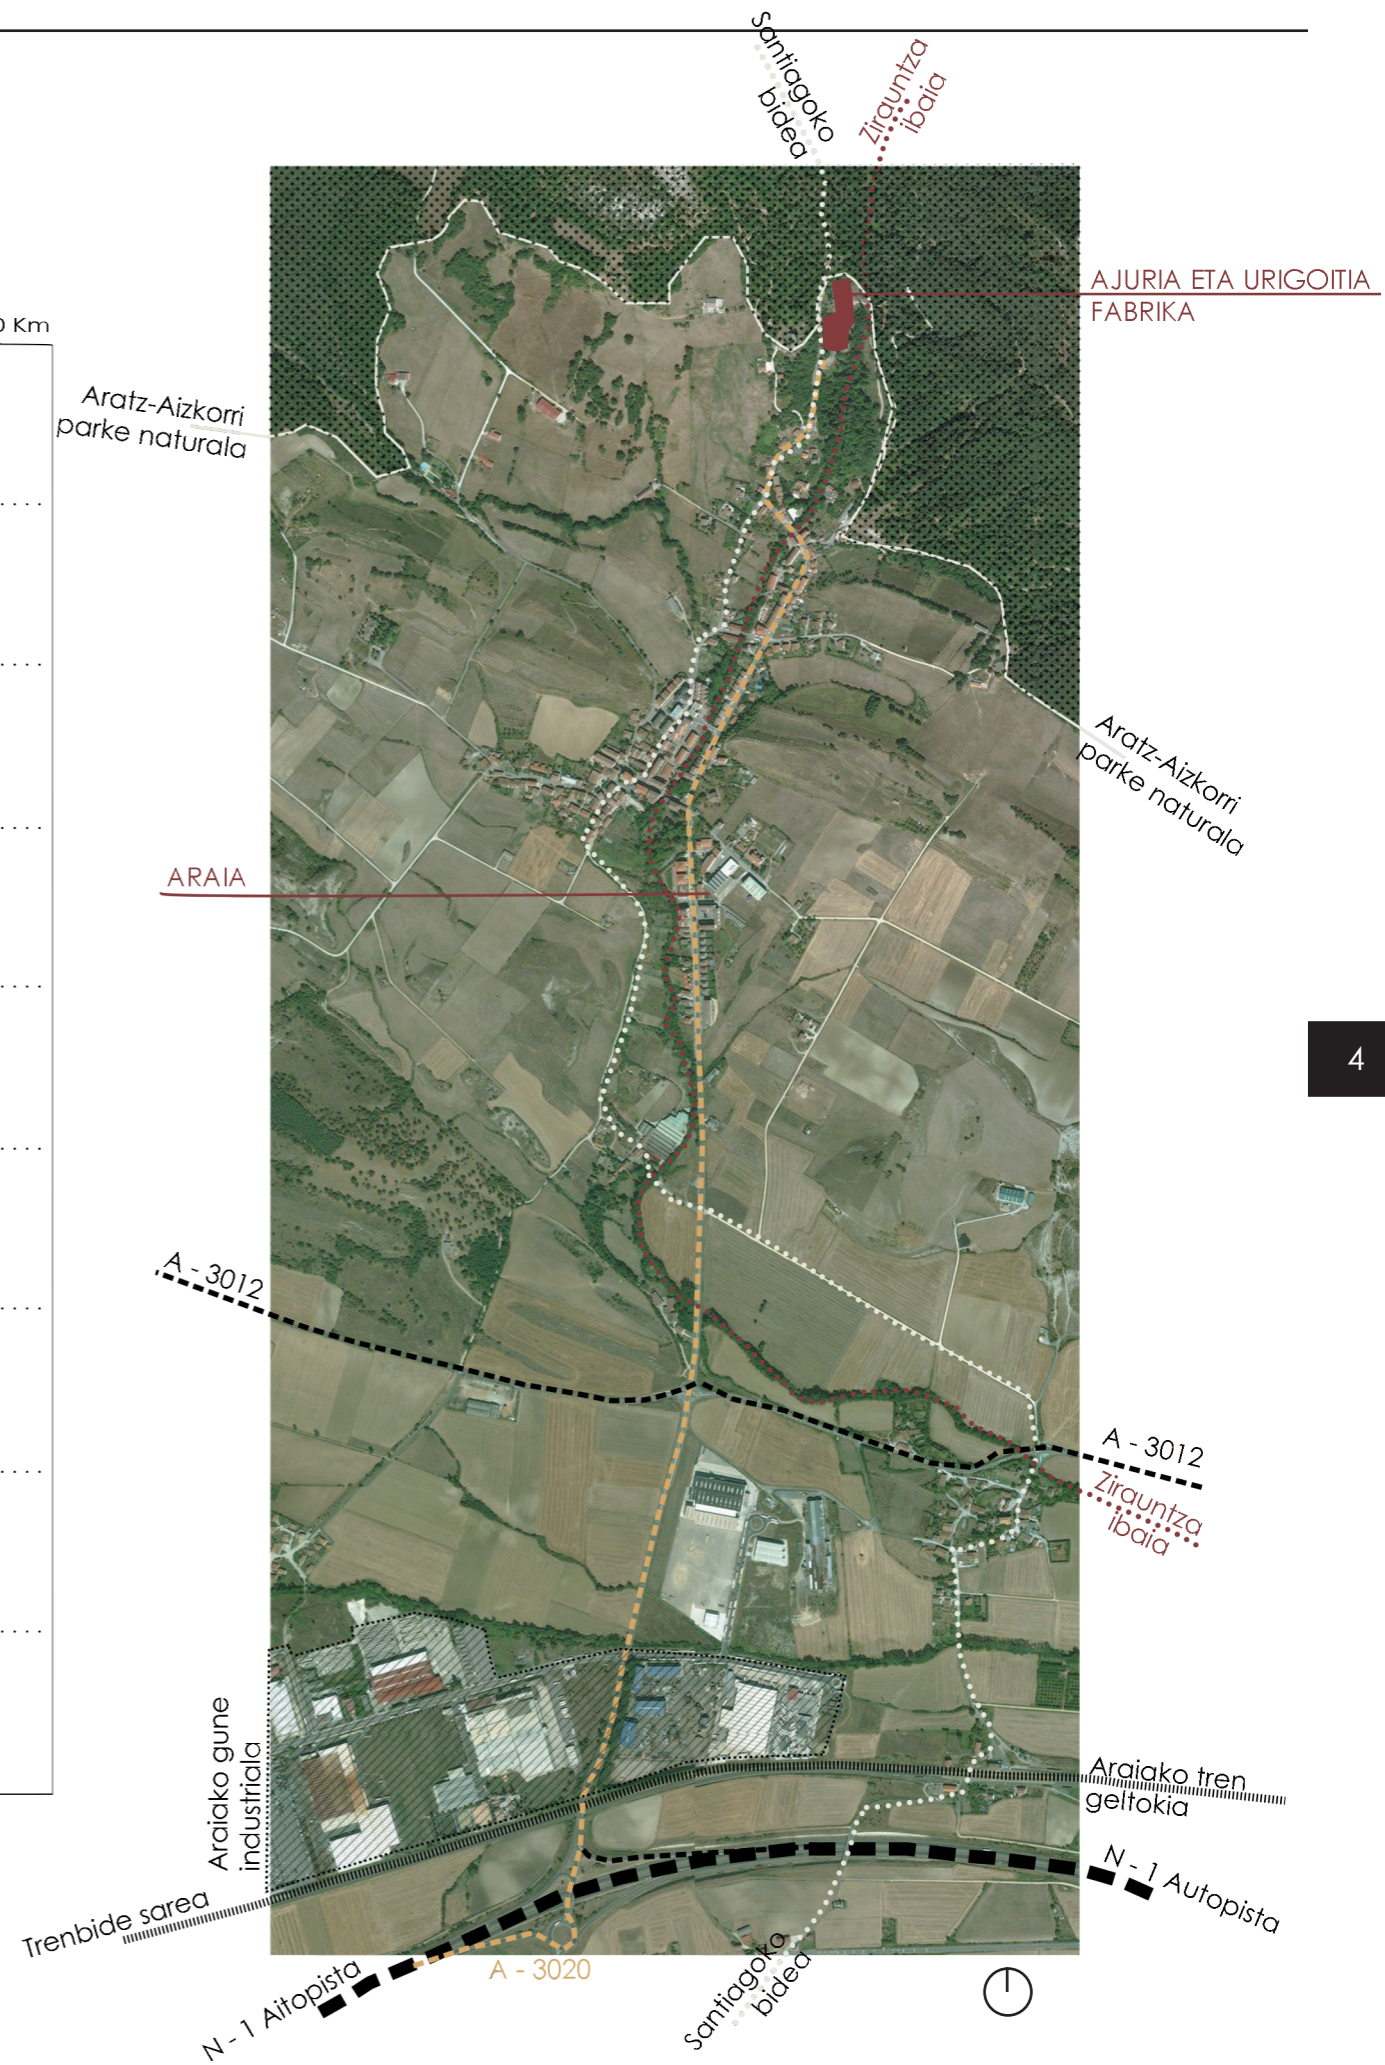 Santiagoko
bidea
Zirauntza
ibaia
AJURIA ETA URIGOITIA
FABRIKA
0 Km
Aratz-Aizkorri
parke naturala
Aratz-Aizkorri
parke naturala
ARAIA
4
A - 3012
A - 3012
Zirauntza
Ibaia
Araiako gune
industriala
Araiako tren
geltokia
N - 1 Autopista
Trenbide sarea
A - 3020
N - 1 Aitopista
Santiagoko
bidea